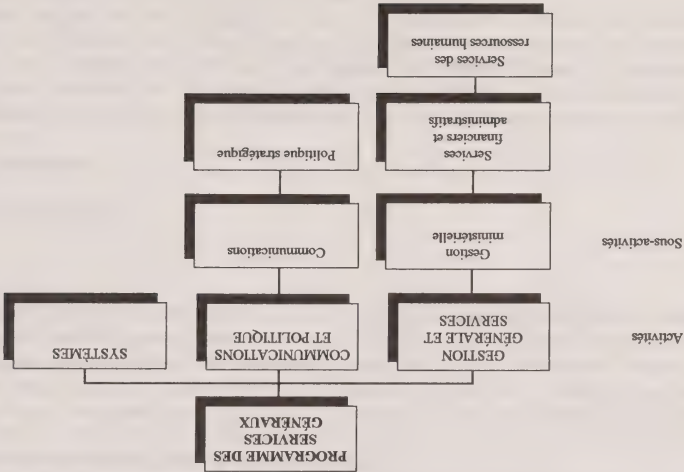 PROGRAMME DES
SERVICES
GÉNÉRAUX
Activités
GESTION
GÉNÉRALE ET
SERVICES
COMMUNICATIONS
ET POLITIQUE
SYSTÈMES
Sous-activités
Gestion
ministérielle
Communications
Services
financiers et
administratifs
Politique stratégique
Services des
ressources humaines